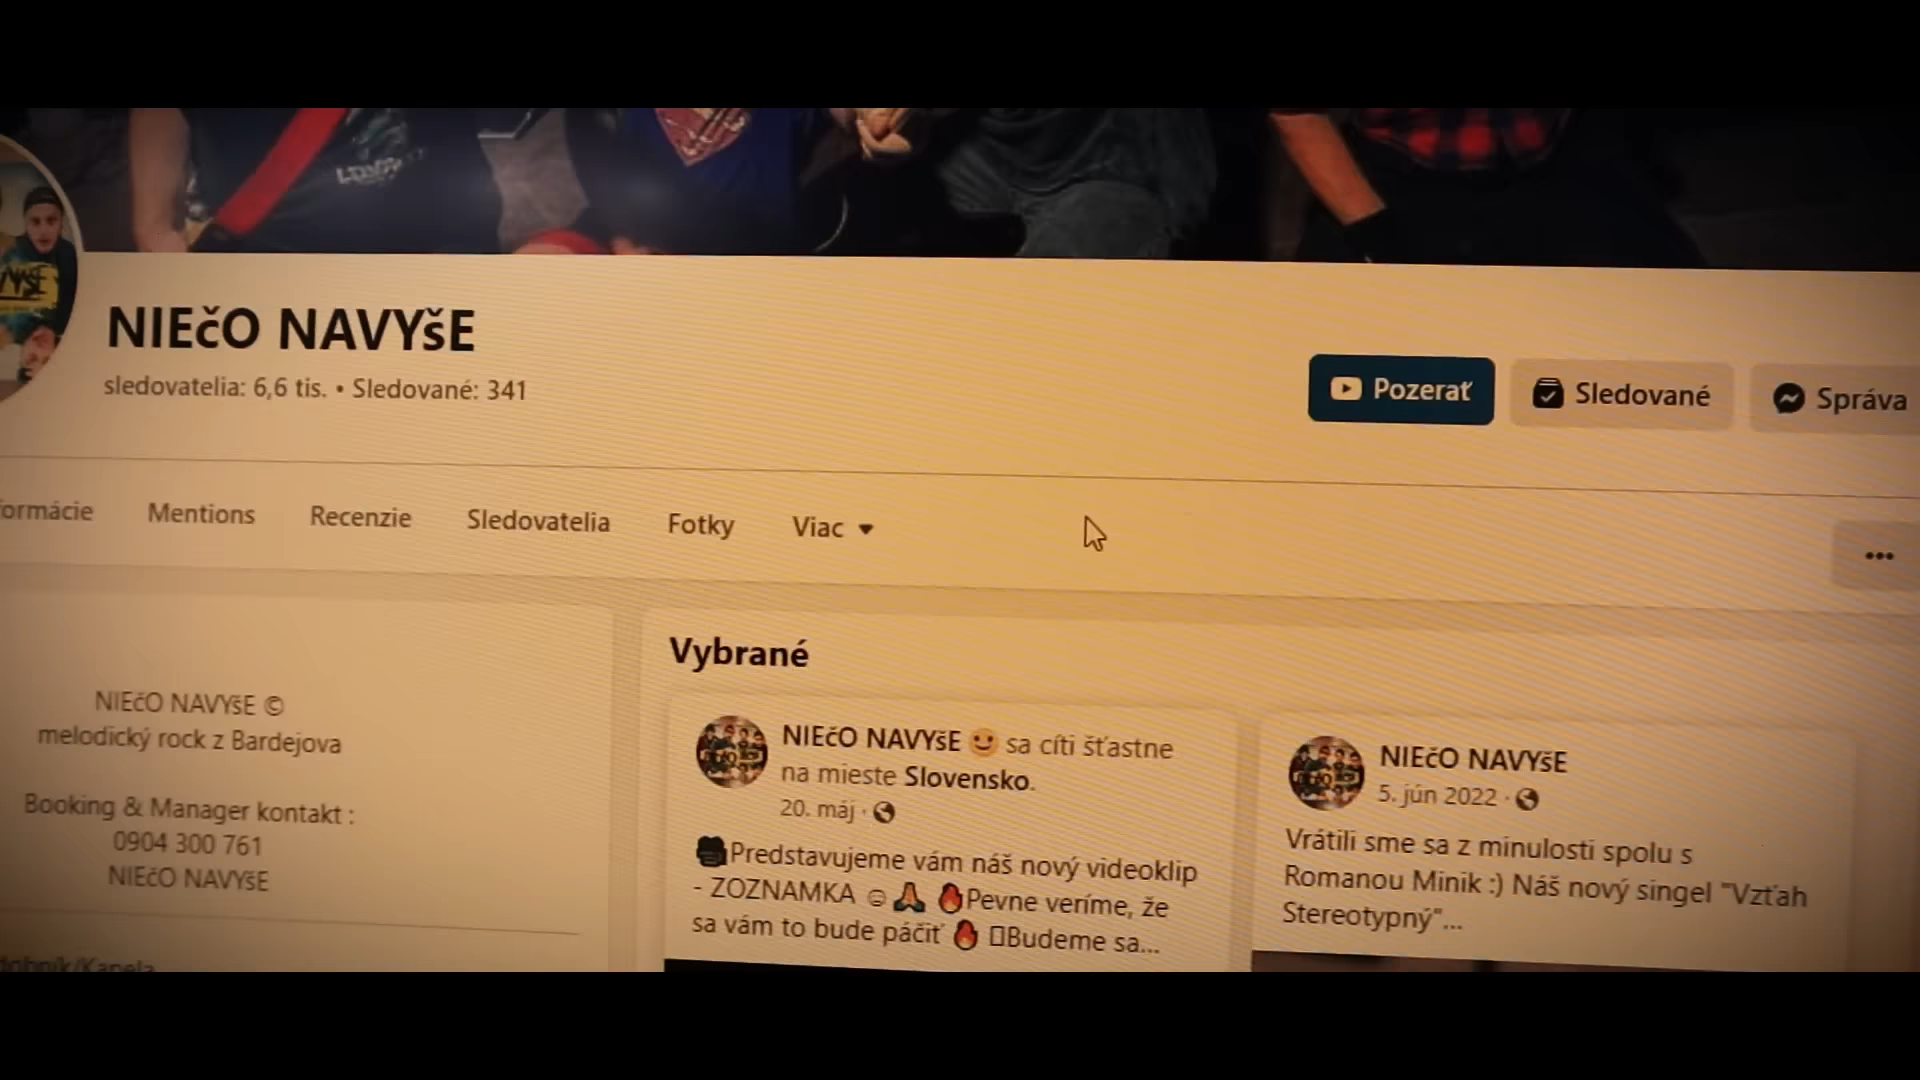 NIEčO NAVYšE
sledovatelia: 6,6 tis. • Sledované: 341
Pozerať
Sledované
Správa
ormácie
Mentions
Recenzie
Sledovatelia
Fotky
Viac
NIEčO NAVYšE ©
melodický rock z Bardejova
Booking & Manager kontakt :
0904 300 761
NIEčO NAVYšE
Vybrané
NIEčO NAVYšE 🙂 sa cíti šťastne
na mieste Slovensko.
20. máj ·
Predstavujeme vám náš nový videoklip
- ZOZNAMKA ☺🙏 🔥Pevne veríme, že
sa vám to bude páčiť 🔥 Budeme sa...
NIEčO NAVYšE
5. jún 2022 ·
Vrátili sme sa z minulosti spolu s
Romanou Minik :) Náš nový singel "Vzťah
Stereotypný"...